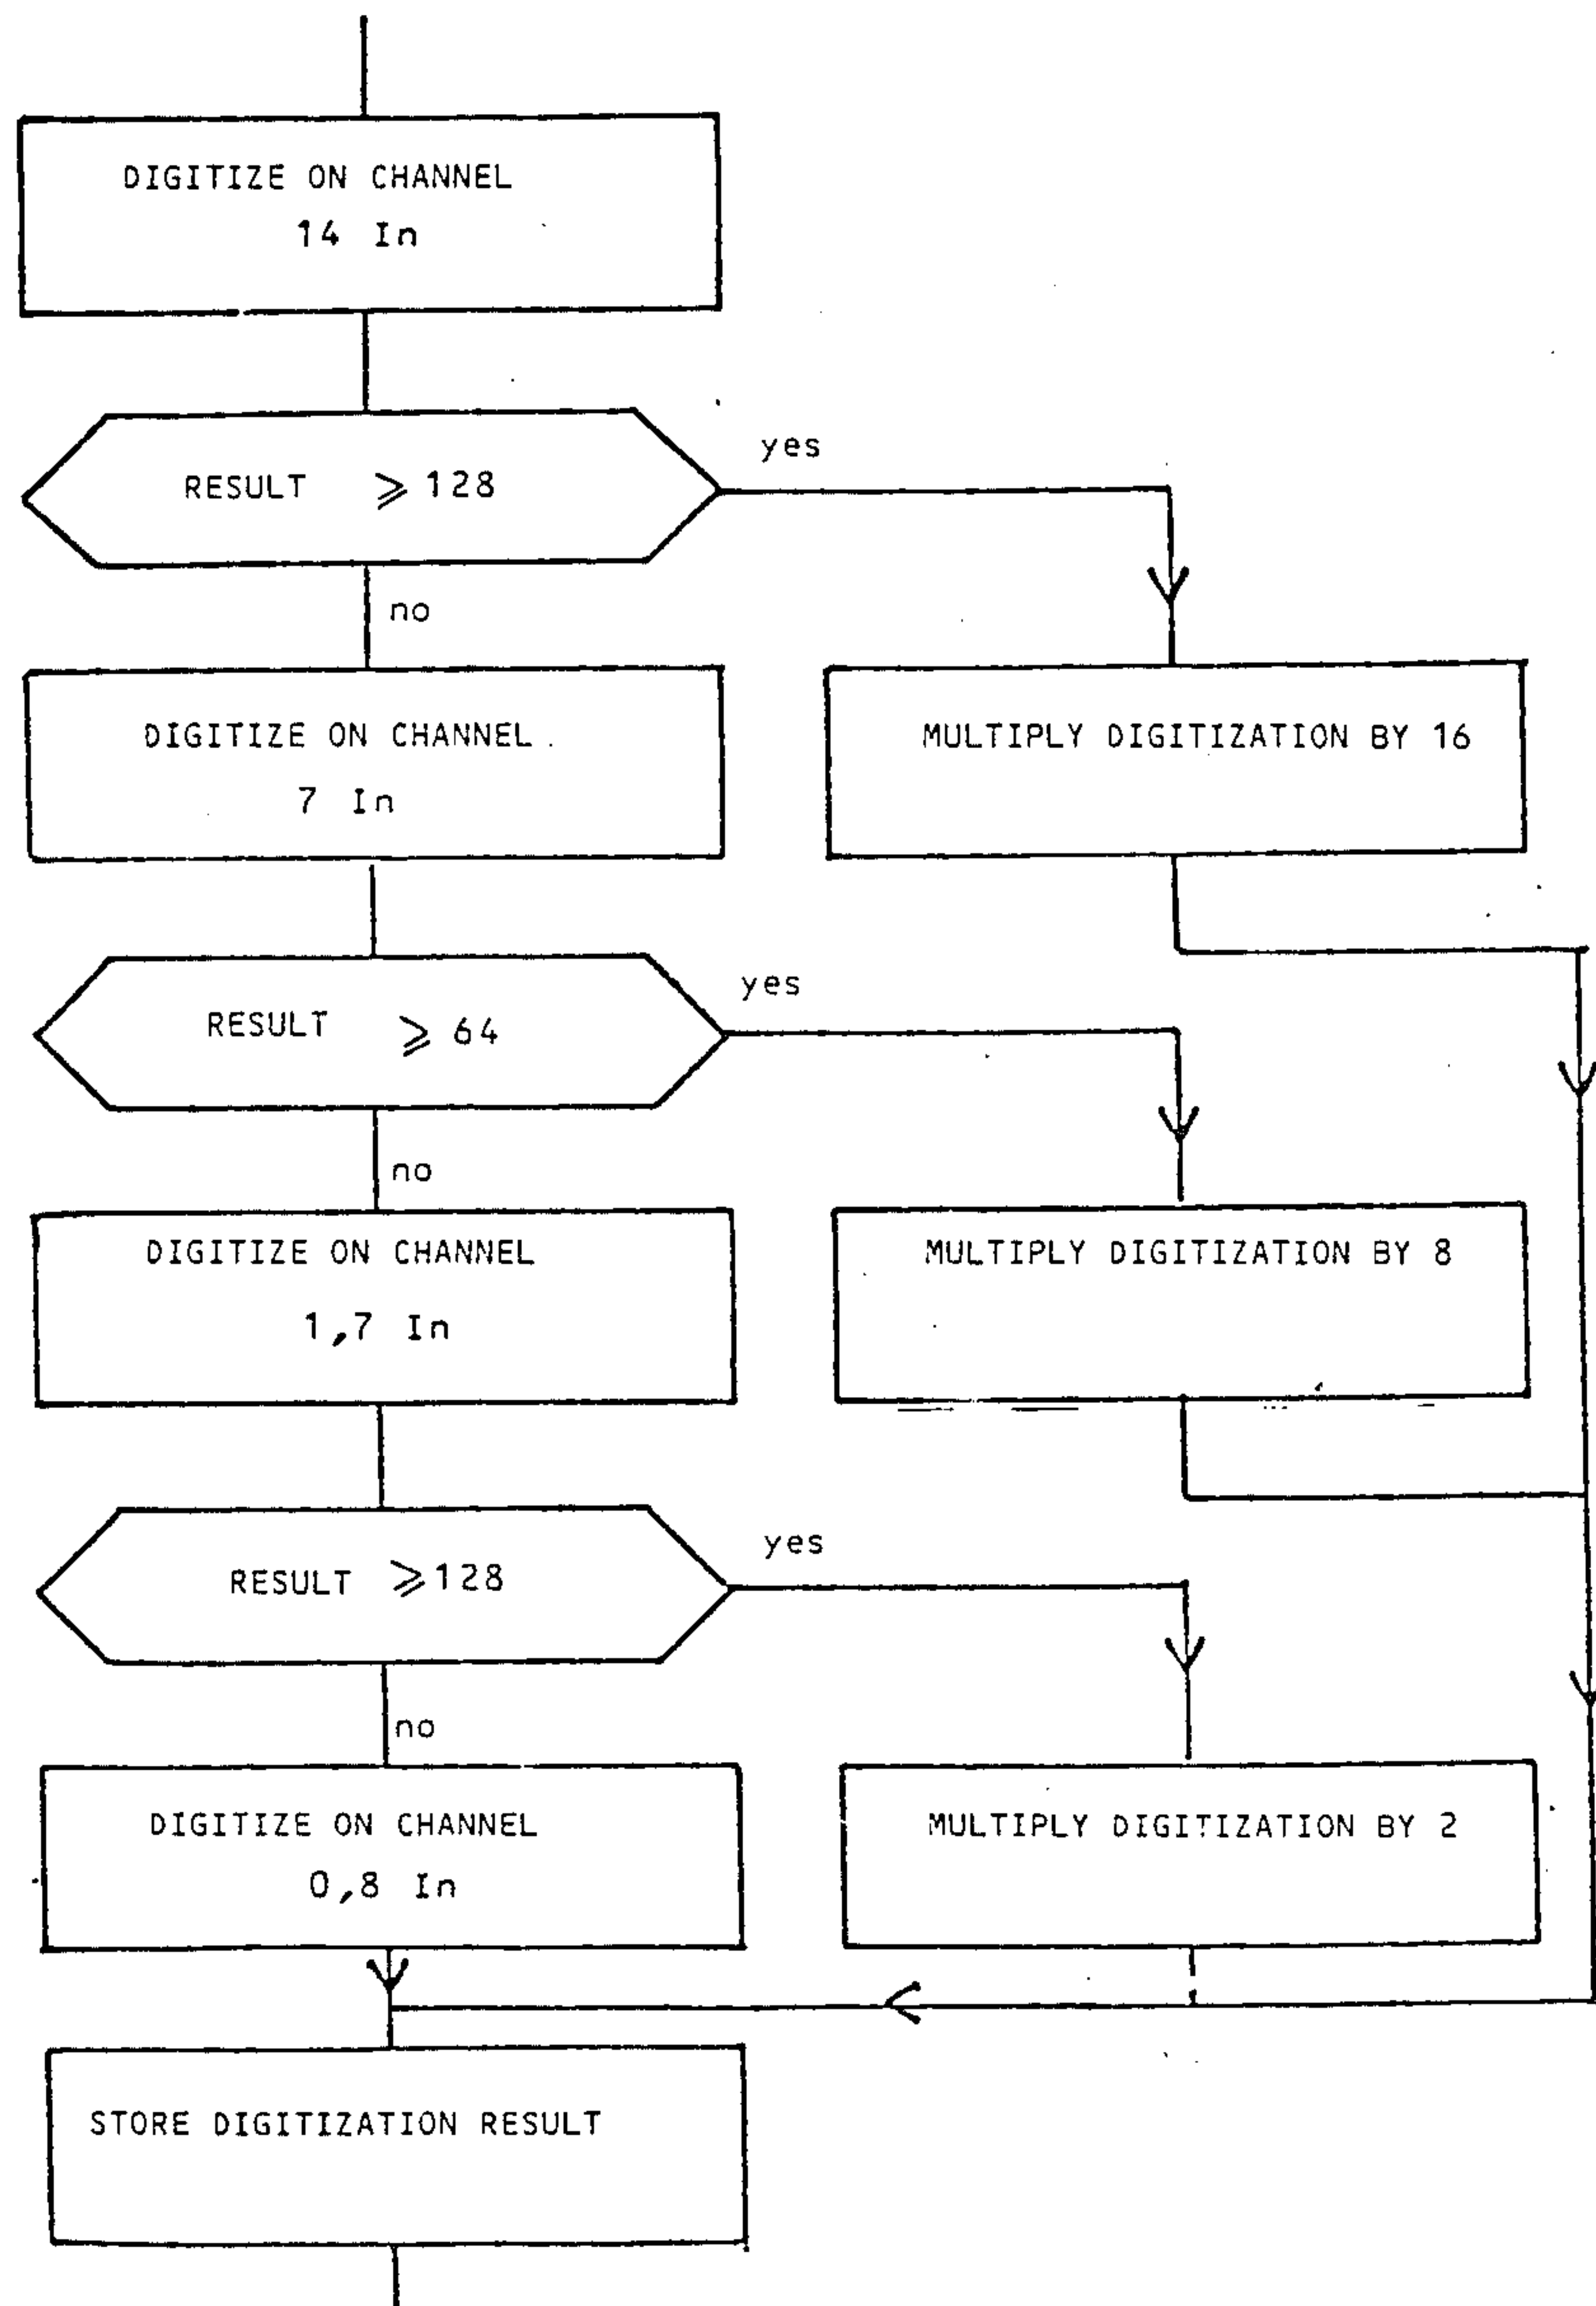 DIGITIZE ON CHANNEL
14 In
RESULT ⩾ 128
yes
no
DIGITIZE ON CHANNEL
7 In
MULTIPLY DIGITIZATION BY 16
RESULT ⩾ 64
yes
no
DIGITIZE ON CHANNEL
1,7 In
MULTIPLY DIGITIZATION BY 8
RESULT ⩾ 128
yes
no
DIGITIZE ON CHANNEL
0,8 In
MULTIPLY DIGITIZATION BY 2
STORE DIGITIZATION RESULT